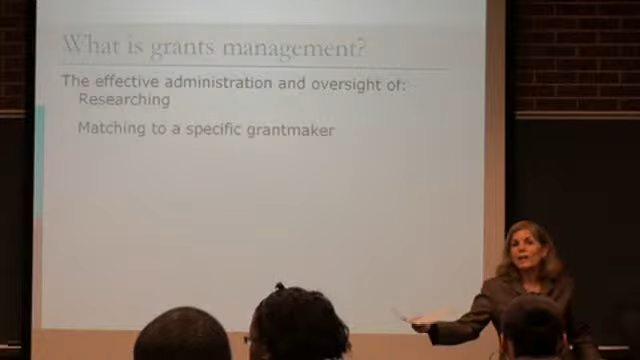 What is grants management?
The effective administration and oversight of:
Researching
Matching to a specific grantmaker